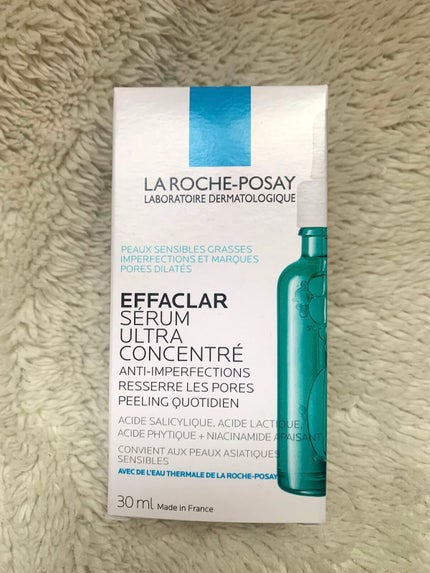 LA ROCHE-POSAY
LABORATOIRE DERMATOLOGIQUE
PEAUX SENSIBLES GRASSES
IMPERFECTIONS ET MARQUES
PORES DILATÉS
EFFACLAR
SÉRUM
ULTRA
CONCENTRÉ
ANTI-IMPERFECTIONS
RESSERRE LES PORES
PEELING QUOTIDIEN
ACIDE SALICYLIQUE, ACIDE LACTIQUE,
ACIDE PHYTIQUE + NIACINAMIDE APAISANT
CONVIENT AUX PEAUX ASIATIQUES
SENSIBLES
AVEC DE L'EAU THERMALE DE LA ROCHE-POSAY
30 ml Made in France